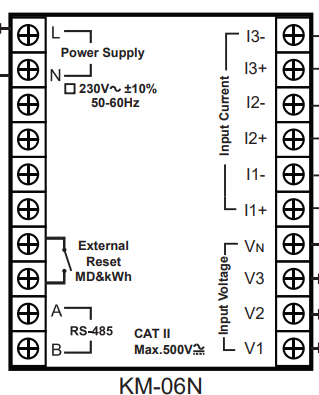 L
Power Supply
N
230V~ ±10%
50-60Hz
External
Reset
MD&kWh
A
RS-485
B
CAT II
Max.500V
I3-
I3+
I2-
I2+
I1-
I1+
Input Current
VN
V3
V2
V1
Input Voltage
KM-06N